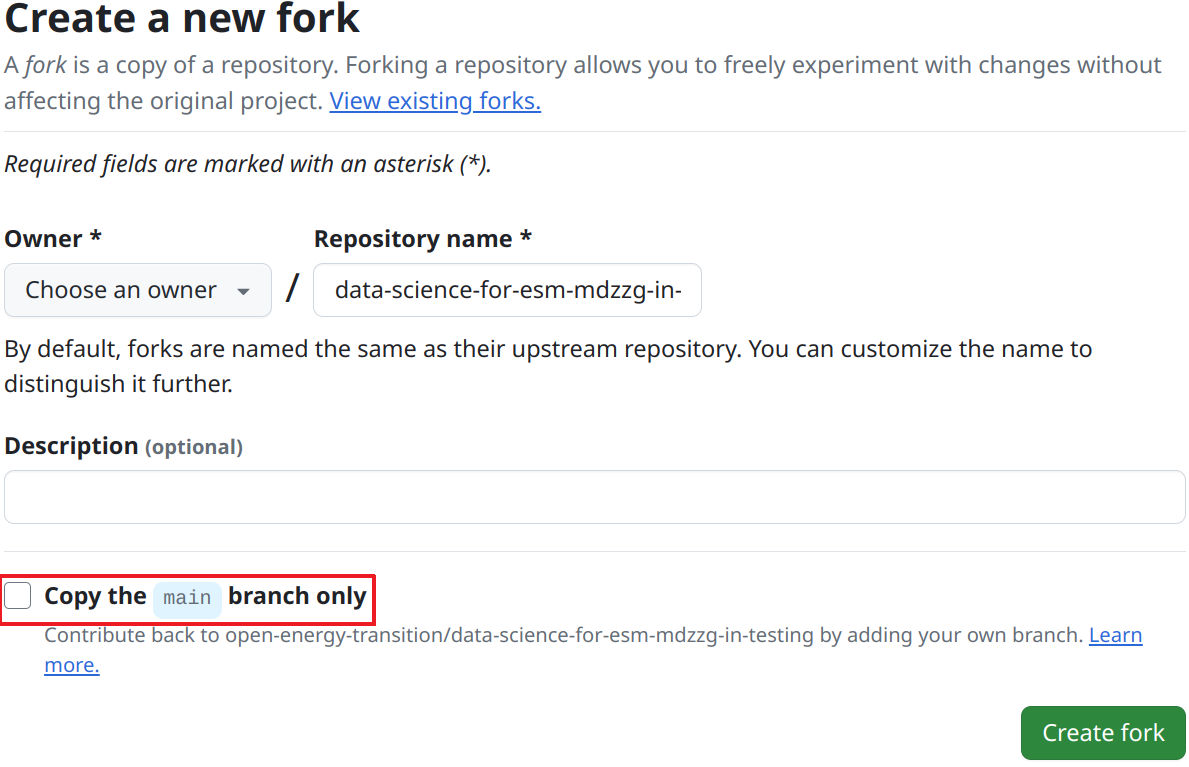 Create a new fork
A fork is a copy of a repository. Forking a repository allows you to freely experiment with changes without
affecting the original project. View existing forks.
Required fields are marked with an asterisk (*).
Owner *
Repository name *
Choose an owner
/
data-science-for-esm-mdzzg-in-
By default, forks are named the same as their upstream repository. You can customize the name to
distinguish it further.
Description (optional)
Copy the main branch only
Contribute back to open-energy-transition/data-science-for-esm-mdzzg-in-testing by adding your own branch. Learn
more.
Create fork